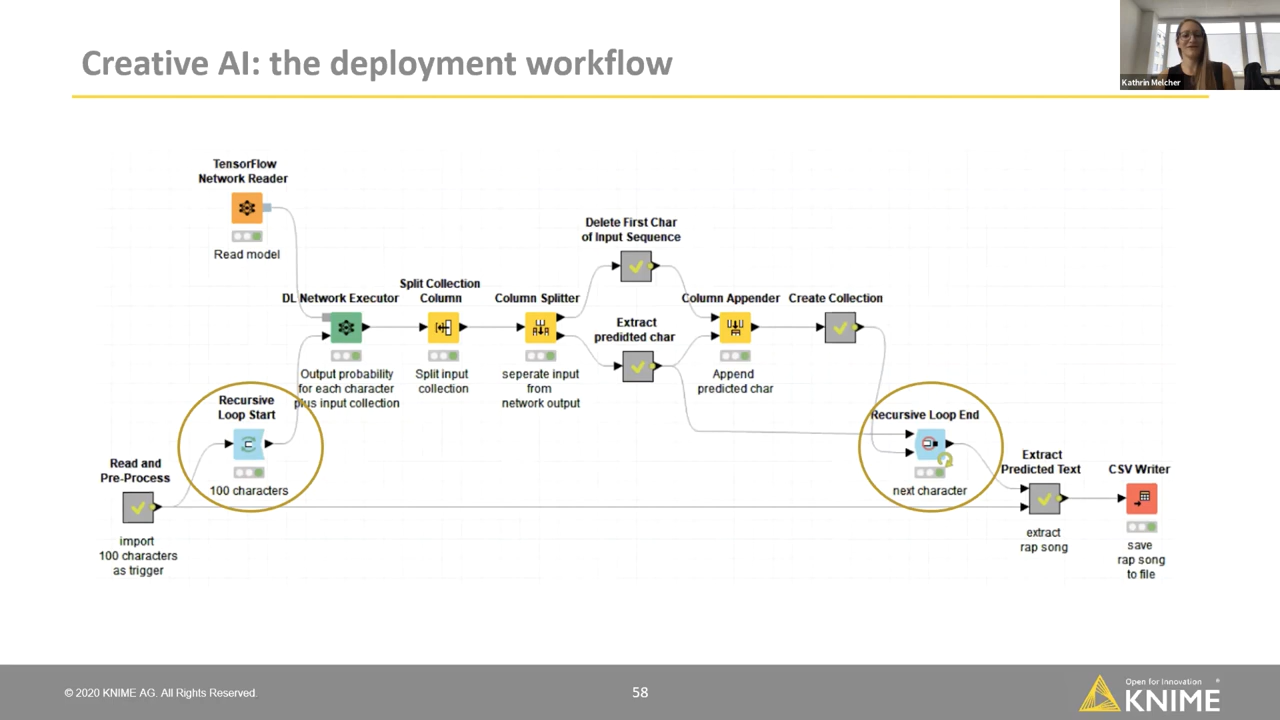 Creative AI: the deployment workflow
Kathrin Melcher
TensorFlow
Network Reader
Read model
DL Network Executor
Output probability
for each character
plus input collection
Split Collection
Column
Split input
collection
Column Splitter
seperate input
from
network output
Delete First Char
of Input Sequence
Extract
predidted char
Column Appender
Append
predicted char
Create Collection
Recursive
Loop Start
100 characters
Read and
Pre-Process
import
100 characters
as trigger
Recursive Loop End
next character
Extract
Predicted Text
extract
rap song
CSV Writer
save
rap song
to file
© 2020 KNIME AG. All Rights Reserved.
58
Open for Innovation ®
KNIME